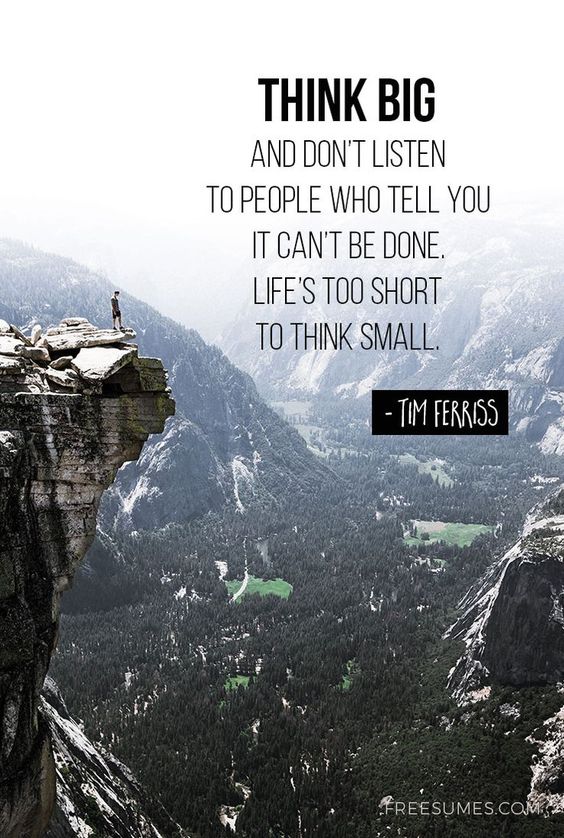 THINK BIG
AND DON'T LISTEN
TO PEOPLE WHO TELL YOU
IT CAN'T BE DONE.
LIFE'S TOO SHORT
TO THINK SMALL.
- TIM FERRISS
FREESUMES.COM